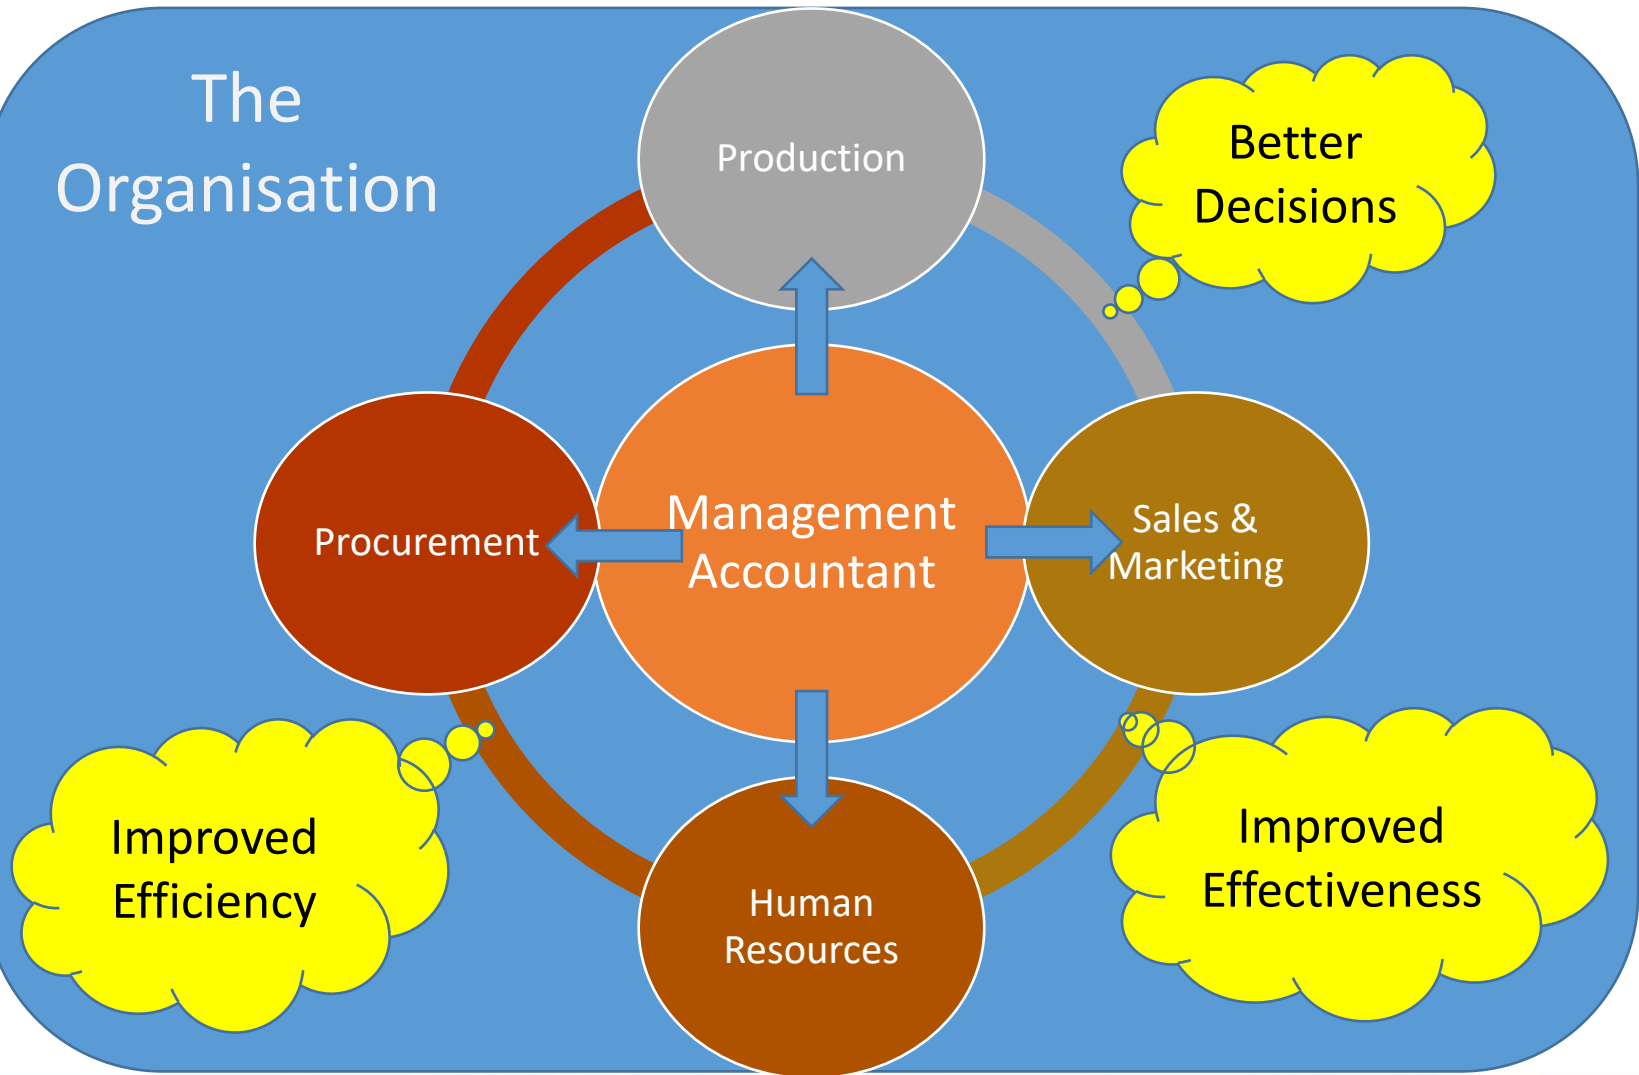 The
Organisation
Production
Better
Decisions
Procurement
Management
Accountant
Sales &
Marketing
Improved
Efficiency
Human
Resources
Improved
Effectiveness